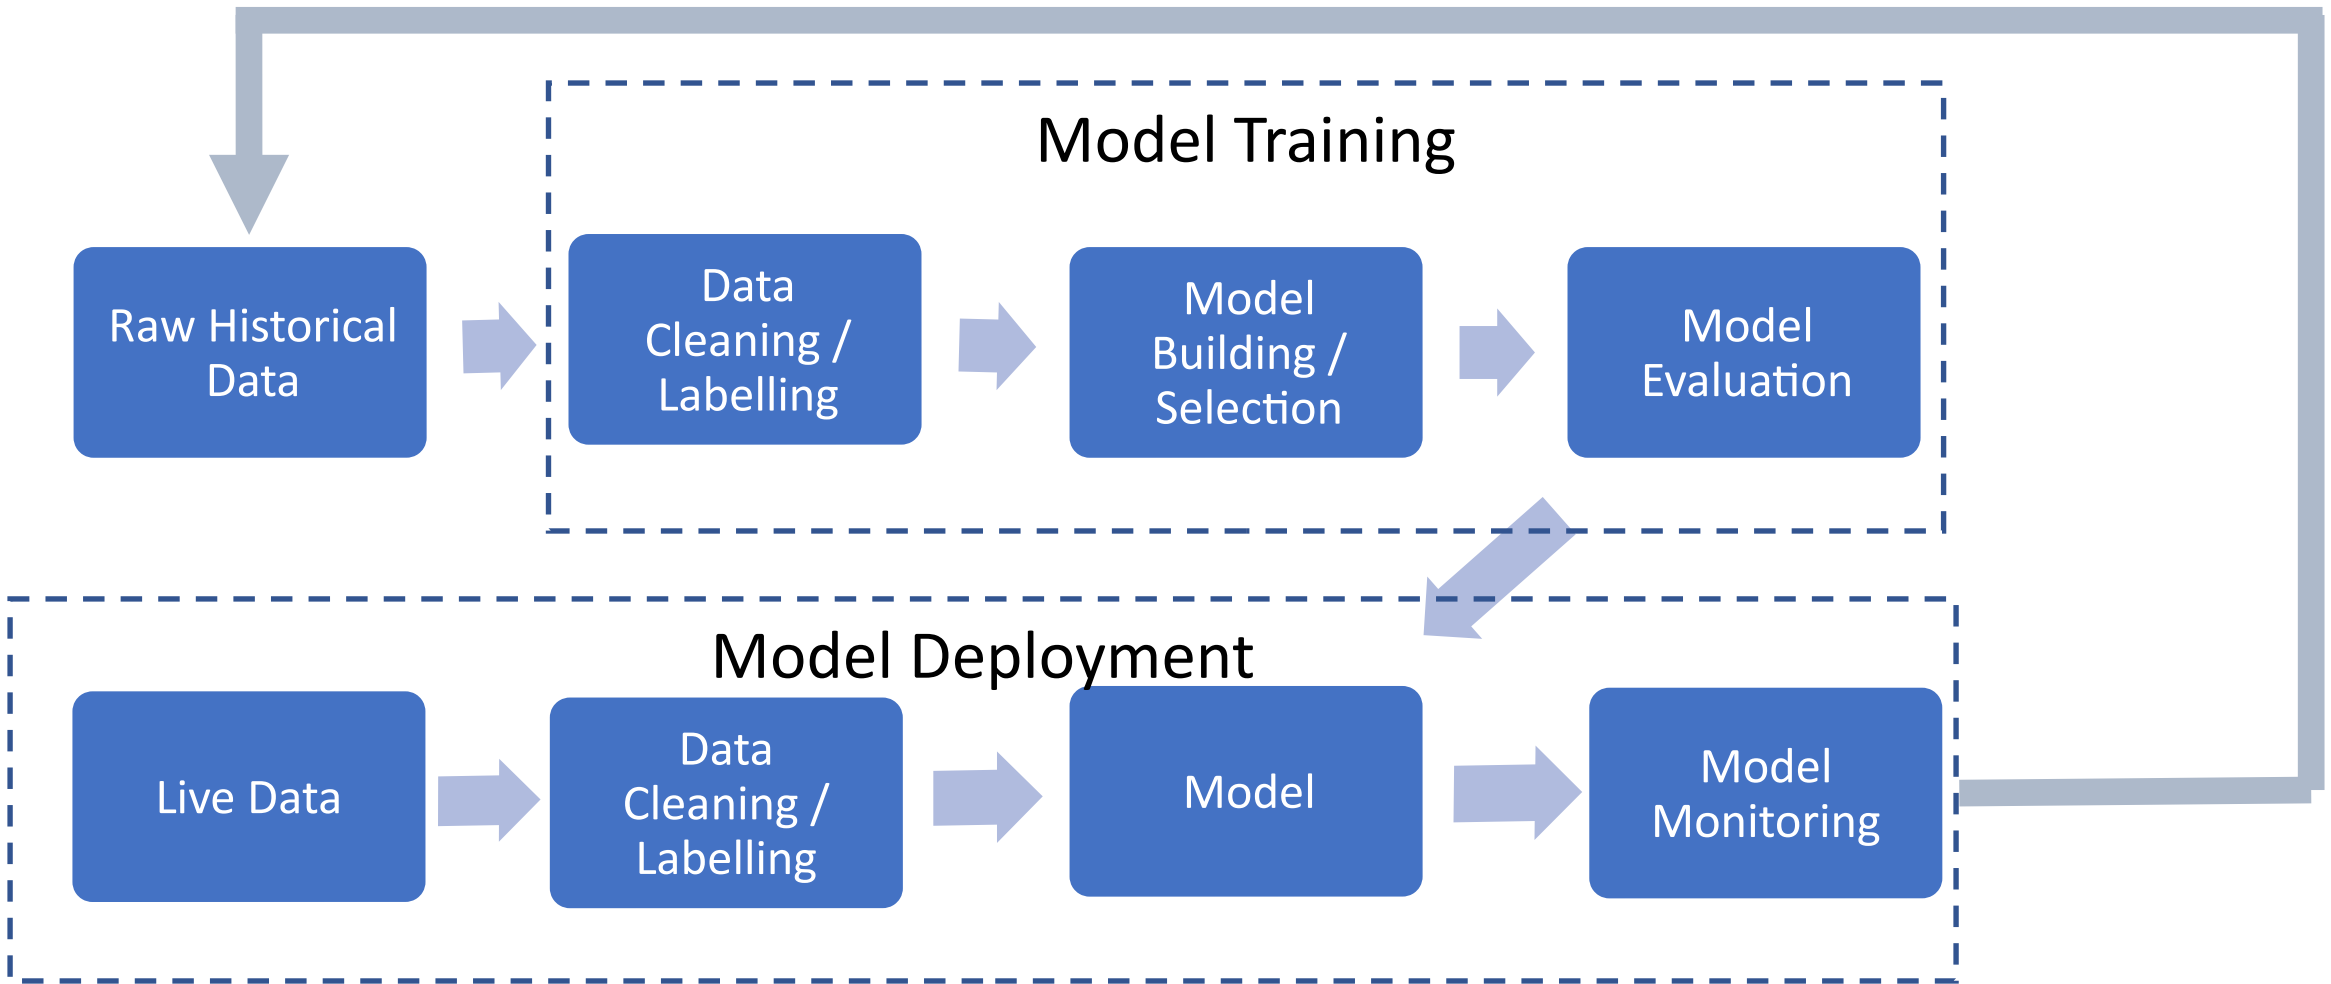 Model Training
Raw Historical
Data
Data
Cleaning /
Labelling
Model
Building /
Selection
Model
Evaluation
Model Deployment
Live Data
Data
Cleaning /
Labelling
Model
Model
Monitoring